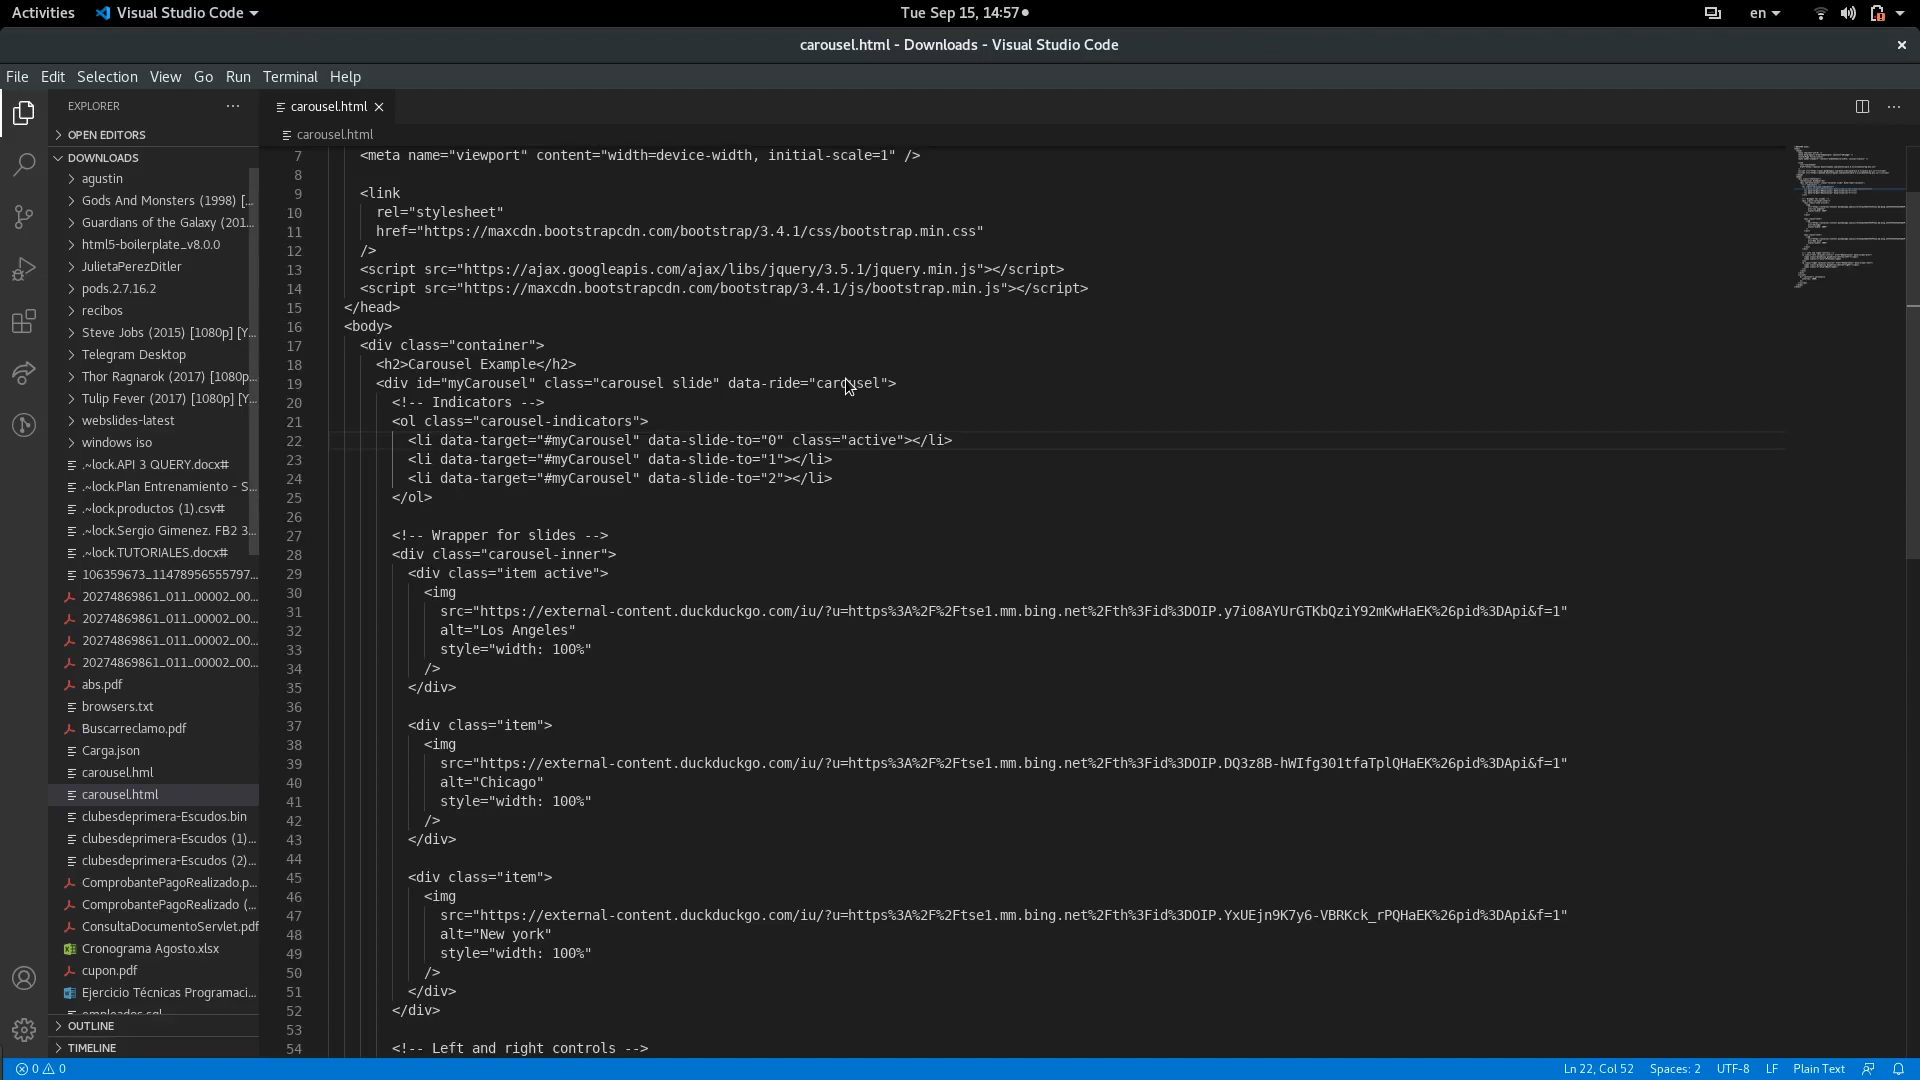 Activities Visual Studio Code Tue Sep 15, 14:57 en
carousel.html - Downloads - Visual Studio Code
File Edit Selection View Go Run Terminal Help
EXPLORER
OPEN EDITORS
DOWNLOADS
agustin
Gods And Monsters (1998) [...
Guardians of the Galaxy (201...
html5-boilerplate_v8.0.0
JulietaPerezDitler
pods.2.7.16.2
recibos
Steve Jobs (2015) [1080p] [Y...
Telegram Desktop
Thor Ragnarok (2017) [1080p...
Tulip Fever (2017) [1080p] [Y...
webslides-latest
windows iso
.~lock.API 3 QUERY.docx#
.~lock.Plan Entrenamiento - S...
.~lock.productos (1).csv#
.~lock.Sergio Gimenez. FB2 3...
.~lock.TUTORIALES.docx#
106359673_11478956555797...
20274869861_011_00002_00...
20274869861_011_00002_00...
20274869861_011_00002_00...
20274869861_011_00002_00...
abs.pdf
browsers.txt
Buscarreclamo.pdf
Carga.json
carousel.hml
carousel.html
clubesdeprimera-Escudos.bin
clubesdeprimera-Escudos (1)...
clubesdeprimera-Escudos (2)...
ComprobantePagoRealizado.p...
ComprobantePagoRealizado (...
ConsultaDocumentoServlet.pdf
Cronograma Agosto.xlsx
cupon.pdf
Ejercicio Técnicas Programaci...
empleados.sql
OUTLINE
TIMELINE
carousel.html
carousel.html
7 <meta name="viewport" content="width=device-width, initial-scale=1" />
8
9 <link
10 rel="stylesheet"
11 href="https://maxcdn.bootstrapcdn.com/bootstrap/3.4.1/css/bootstrap.min.css"
12 />
13 <script src="https://ajax.googleapis.com/ajax/libs/jquery/3.5.1/jquery.min.js"></script>
14 <script src="https://maxcdn.bootstrapcdn.com/bootstrap/3.4.1/js/bootstrap.min.js"></script>
15 </head>
16 <body>
17 <div class="container">
18 <h2>Carousel Example</h2>
19 <div id="myCarousel" class="carousel slide" data-ride="carousel">
20 <!-- Indicators -->
21 <ol class="carousel-indicators">
22 <li data-target="#myCarousel" data-slide-to="0" class="active"></li>
23 <li data-target="#myCarousel" data-slide-to="1"></li>
24 <li data-target="#myCarousel" data-slide-to="2"></li>
25 </ol>
26
27 <!-- Wrapper for slides -->
28 <div class="carousel-inner">
29 <div class="item active">
30 <img
31 src="https://external-content.duckduckgo.com/iu/?u=https%3A%2F%2Ftse1.mm.bing.net%2Fth%3Fid%3DOIP.y7i08AYUrGTKbQziY92mKwHaEK%26pid%3DApi&f=1"
32 alt="Los Angeles"
33 style="width: 100%"
34 />
35 </div>
36
37 <div class="item">
38 <img
39 src="https://external-content.duckduckgo.com/iu/?u=https%3A%2F%2Ftse1.mm.bing.net%2Fth%3Fid%3DOIP.DQ3z8B-hWIfg301tfaTplQHaEK%26pid%3DApi&f=1"
40 alt="Chicago"
41 style="width: 100%"
42 />
43 </div>
44
45 <div class="item">
46 <img
47 src="https://external-content.duckduckgo.com/iu/?u=https%3A%2F%2Ftse1.mm.bing.net%2Fth%3Fid%3DOIP.YxUEjn9K7y6-VBRKck_rPQHaEK%26pid%3DApi&f=1"
48 alt="New york"
49 style="width: 100%"
50 />
51 </div>
52 </div>
53
54 <!-- Left and right controls -->
0 0 Ln 22, Col 52 Spaces: 2 UTF-8 LF Plain Text